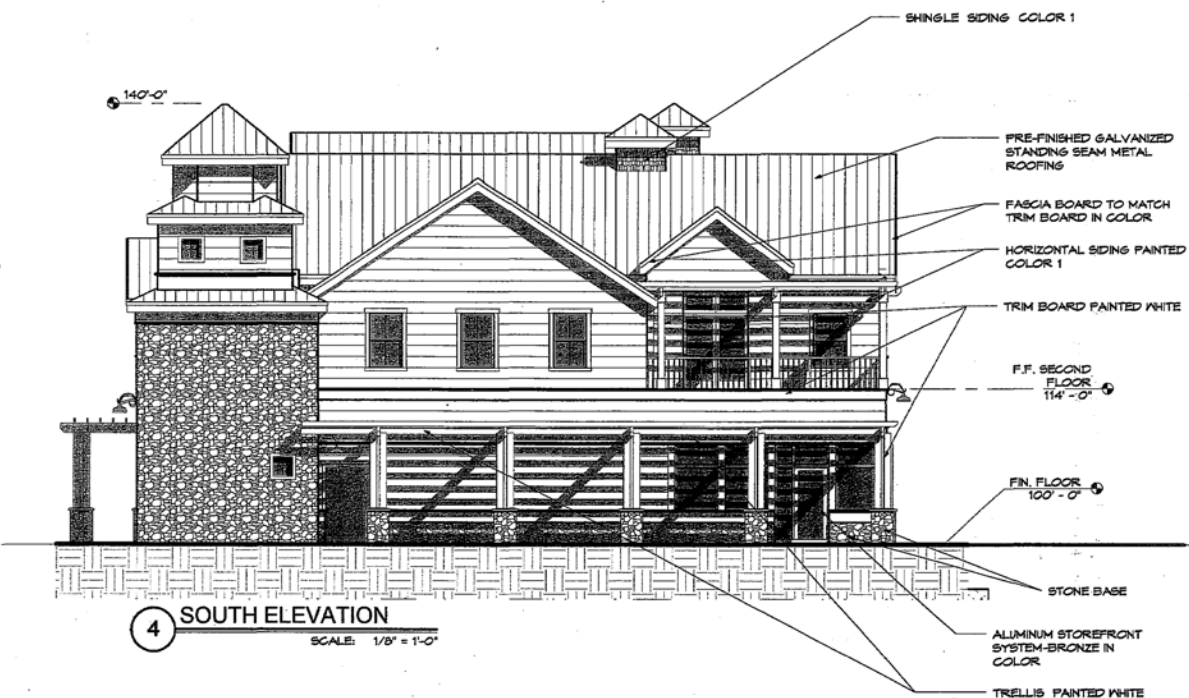 SHINGLE SIDING COLOR 1
140'-0"
PRE-FINISHED GALVANIZED
STANDING SEAM METAL
ROOFING
FASCIA BOARD TO MATCH
TRIM BOARD IN COLOR
HORIZONTAL SIDING PAINTED
COLOR 1
TRIM BOARD PAINTED WHITE
F.F. SECOND
FLOOR
114' - 0"
FIN. FLOOR
100' - 0"
STONE BASE
4 SOUTH ELEVATION
SCALE: 1/8" = 1'-0"
ALUMINUM STOREFRONT
SYSTEM-BRONZE IN
COLOR
TRELLIS PAINTED WHITE